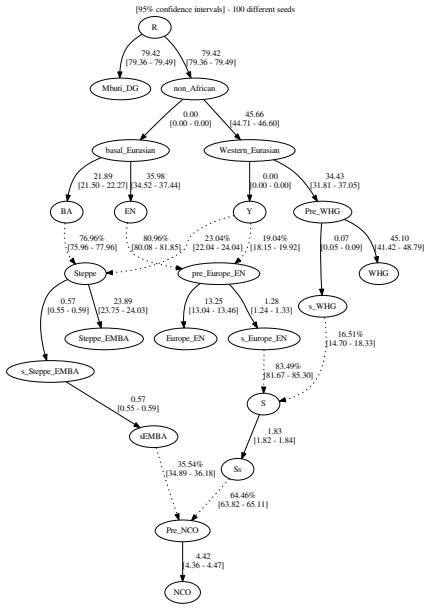 [95% confidence intervals] - 100 different seeds
R
79.42
[79.36 - 79.49]
79.42
[79.36 - 79.49]
Mbuti_DG
non_African
0.00
[0.00 - 0.00]
45.66
[44.71 - 46.60]
basal_Eurasian
Western_Eurasian
21.89
[21.50 - 22.27]
35.98
[34.52 - 37.44]
0.00
[0.00 - 0.00]
34.43
[31.81 - 37.05]
BA
EN
Y
Pre_WHG
76.96%
[75.96 - 77.96]
80.96%
[80.08 - 81.85]
23.04%
[22.04 - 24.04]
19.04%
[18.15 - 19.92]
0.07
[0.05 - 0.09]
45.10
[41.42 - 48.79]
Steppe
pre_Europe_EN
WHG
0.57
[0.55 - 0.59]
23.89
[23.75 - 24.03]
13.25
[13.04 - 13.46]
1.28
[1.24 - 1.33]
s_WHG
Steppe_EMBA
Europe_EN
s_Europe_EN
16.51%
[14.70 - 18.33]
s_Steppe_EMBA
83.49%
[81.67 - 85.30]
S
0.57
[0.55 - 0.59]
1.83
[1.82 - 1.84]
sEMBA
Ss
35.54%
[34.89 - 36.18]
64.46%
[63.82 - 65.11]
Pre_NCO
4.42
[4.36 - 4.47]
NCO